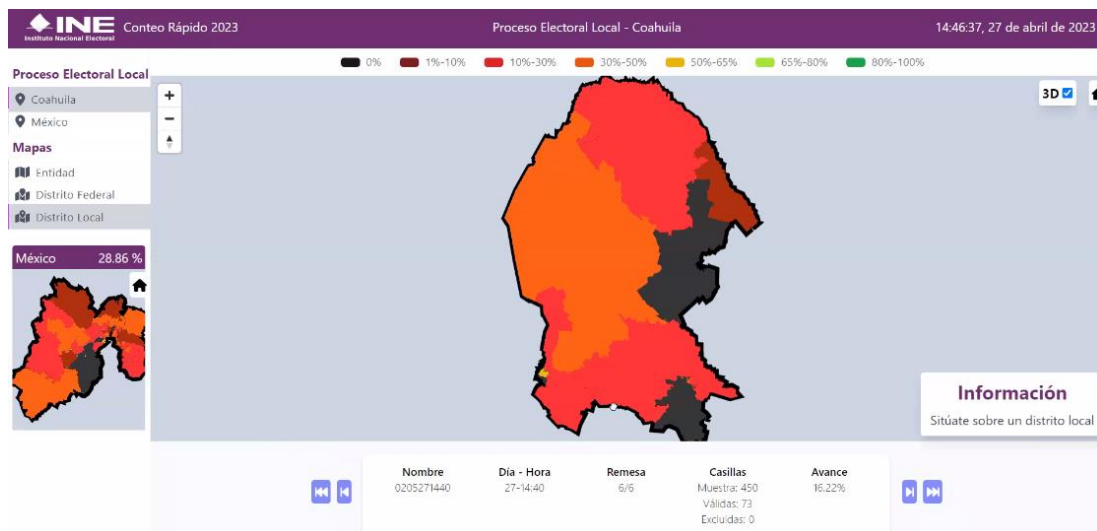 INE
Instituto Nacional Electoral
Conteo Rápido 2023
Proceso Electoral Local - Coahuila
14:46:37, 27 de abril de 2023
0% 1%-10% 10%-30% 30%-50% 50%-65% 65%-80% 80%-100%
Proceso Electoral Local
Coahuila
México
Mapas
Entidad
Distrito Federal
Distrito Local
México 28.86 %
+
−
3D
Información
Sitúate sobre un distrito local
Nombre Día - Hora Remesa Casillas Avance
0205271440 27-14:40 6/6 Muestra: 450 16.22%
Válidas: 73
Excluidas: 0